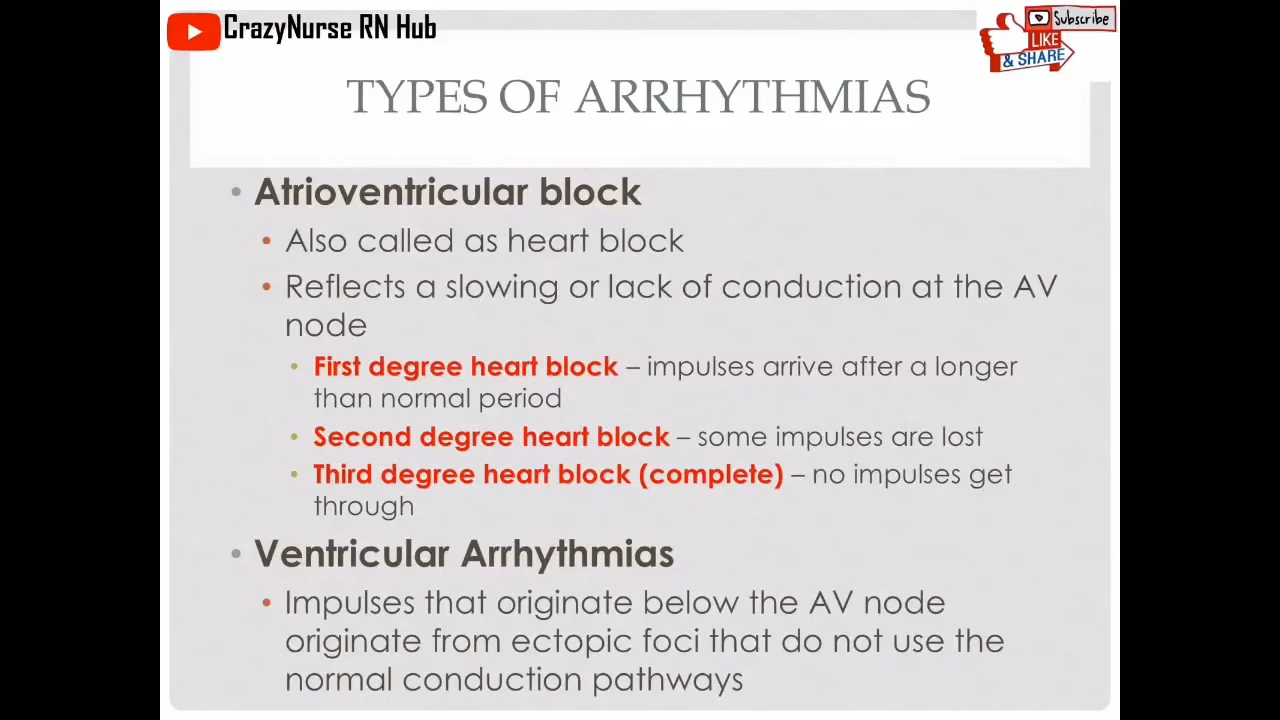 CrazyNurse RN Hub
Subscribe
LIKE
& SHARE
TYPES OF ARRHYTHMIAS
• Atrioventricular block
• Also called as heart block
• Reflects a slowing or lack of conduction at the AV
node
• First degree heart block – impulses arrive after a longer
than normal period
• Second degree heart block – some impulses are lost
• Third degree heart block (complete) – no impulses get
through
• Ventricular Arrhythmias
• Impulses that originate below the AV node
originate from ectopic foci that do not use the
normal conduction pathways